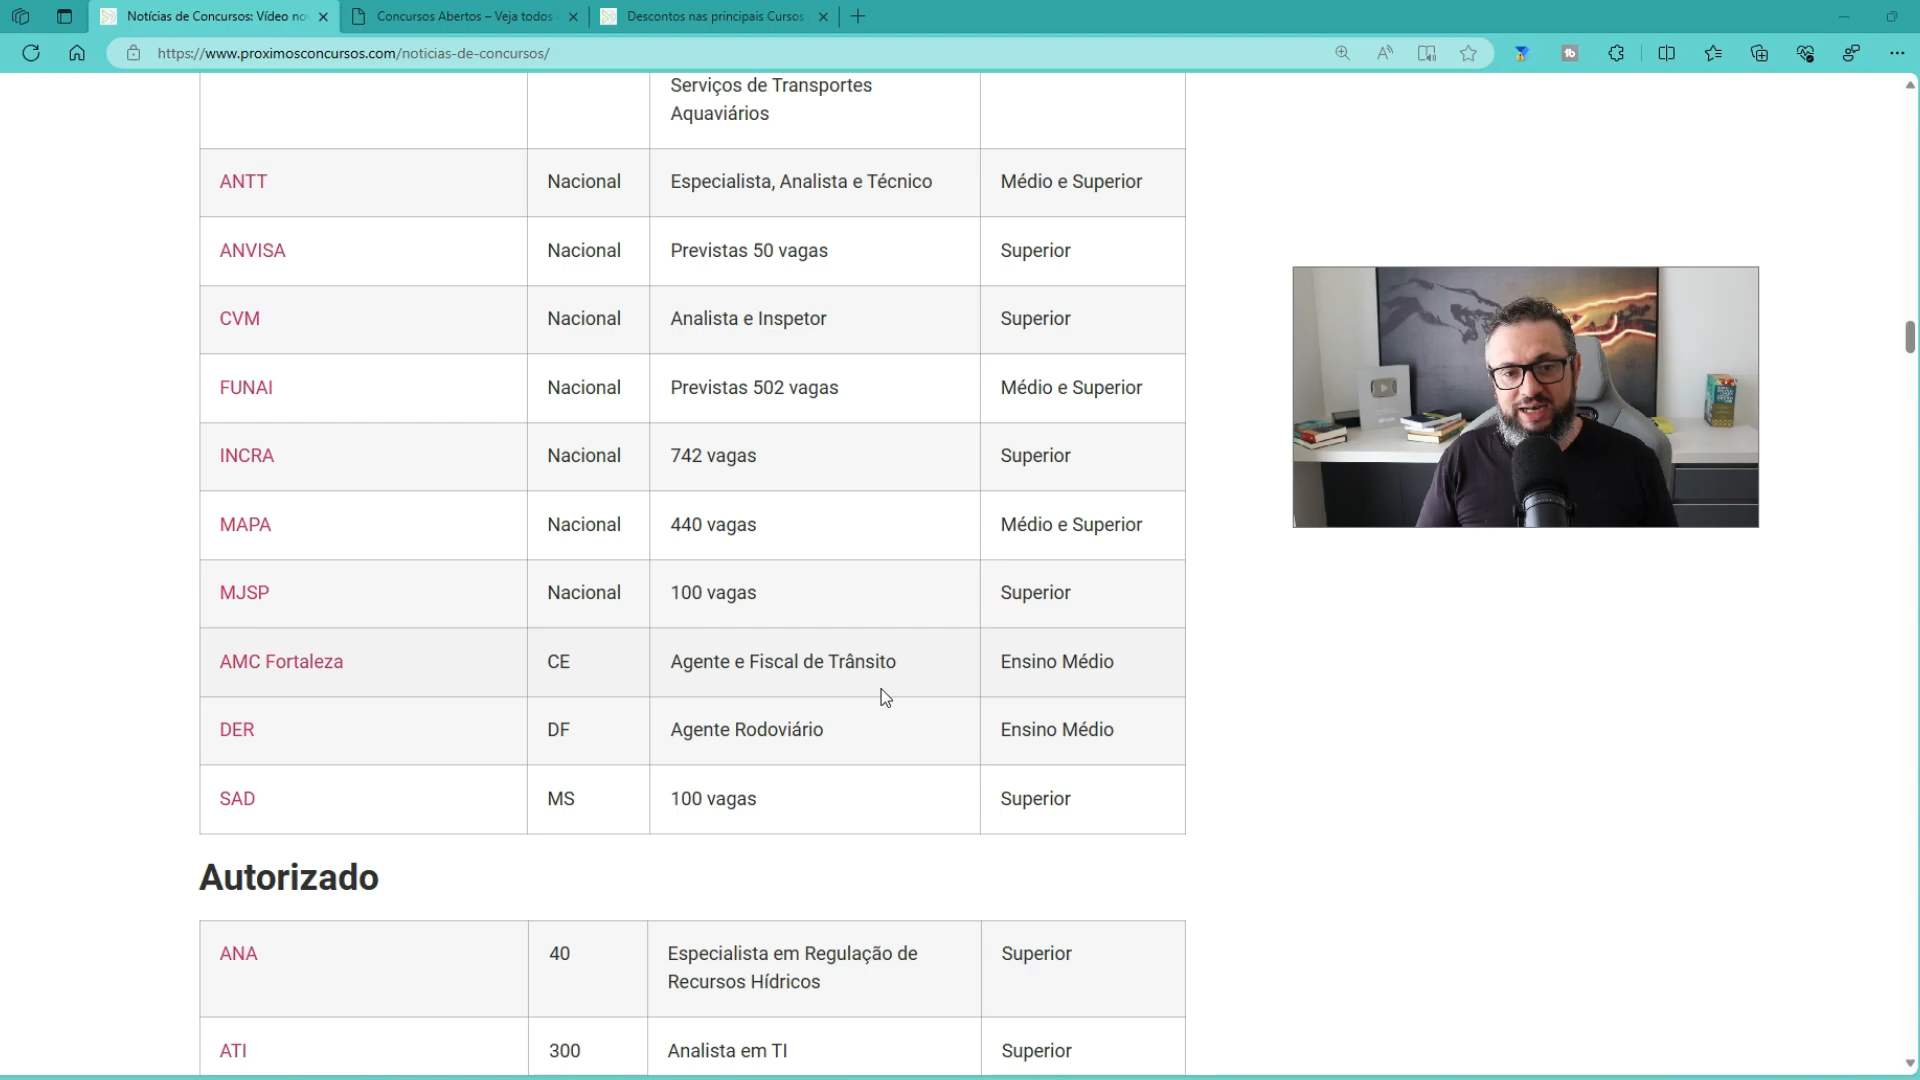 Notícias de Concursos: Vídeo no
Concursos Abertos – Veja todos
Descontos nas principais Cursos
https://www.proximosconcursos.com/noticias-de-concursos/
Serviços de Transportes
Aquaviários
ANTT Nacional Especialista, Analista e Técnico Médio e Superior
ANVISA Nacional Previstas 50 vagas Superior
CVM Nacional Analista e Inspetor Superior
FUNAI Nacional Previstas 502 vagas Médio e Superior
INCRA Nacional 742 vagas Superior
MAPA Nacional 440 vagas Médio e Superior
MJSP Nacional 100 vagas Superior
AMC Fortaleza CE Agente e Fiscal de Trânsito Ensino Médio
DER DF Agente Rodoviário Ensino Médio
SAD MS 100 vagas Superior
Autorizado
ANA 40 Especialista em Regulação de Superior
Recursos Hídricos
ATI 300 Analista em TI Superior